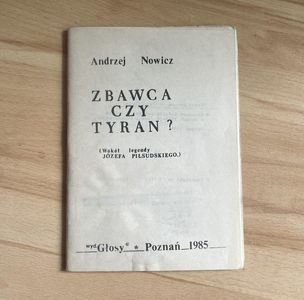 Andrzej Nowicz
ZBAWCA
CZY
TYRAN?
(Wokół legendy
JÓZEFA PIŁSUDSKIEGO.)
wyd. Głosy © * Poznań 1985